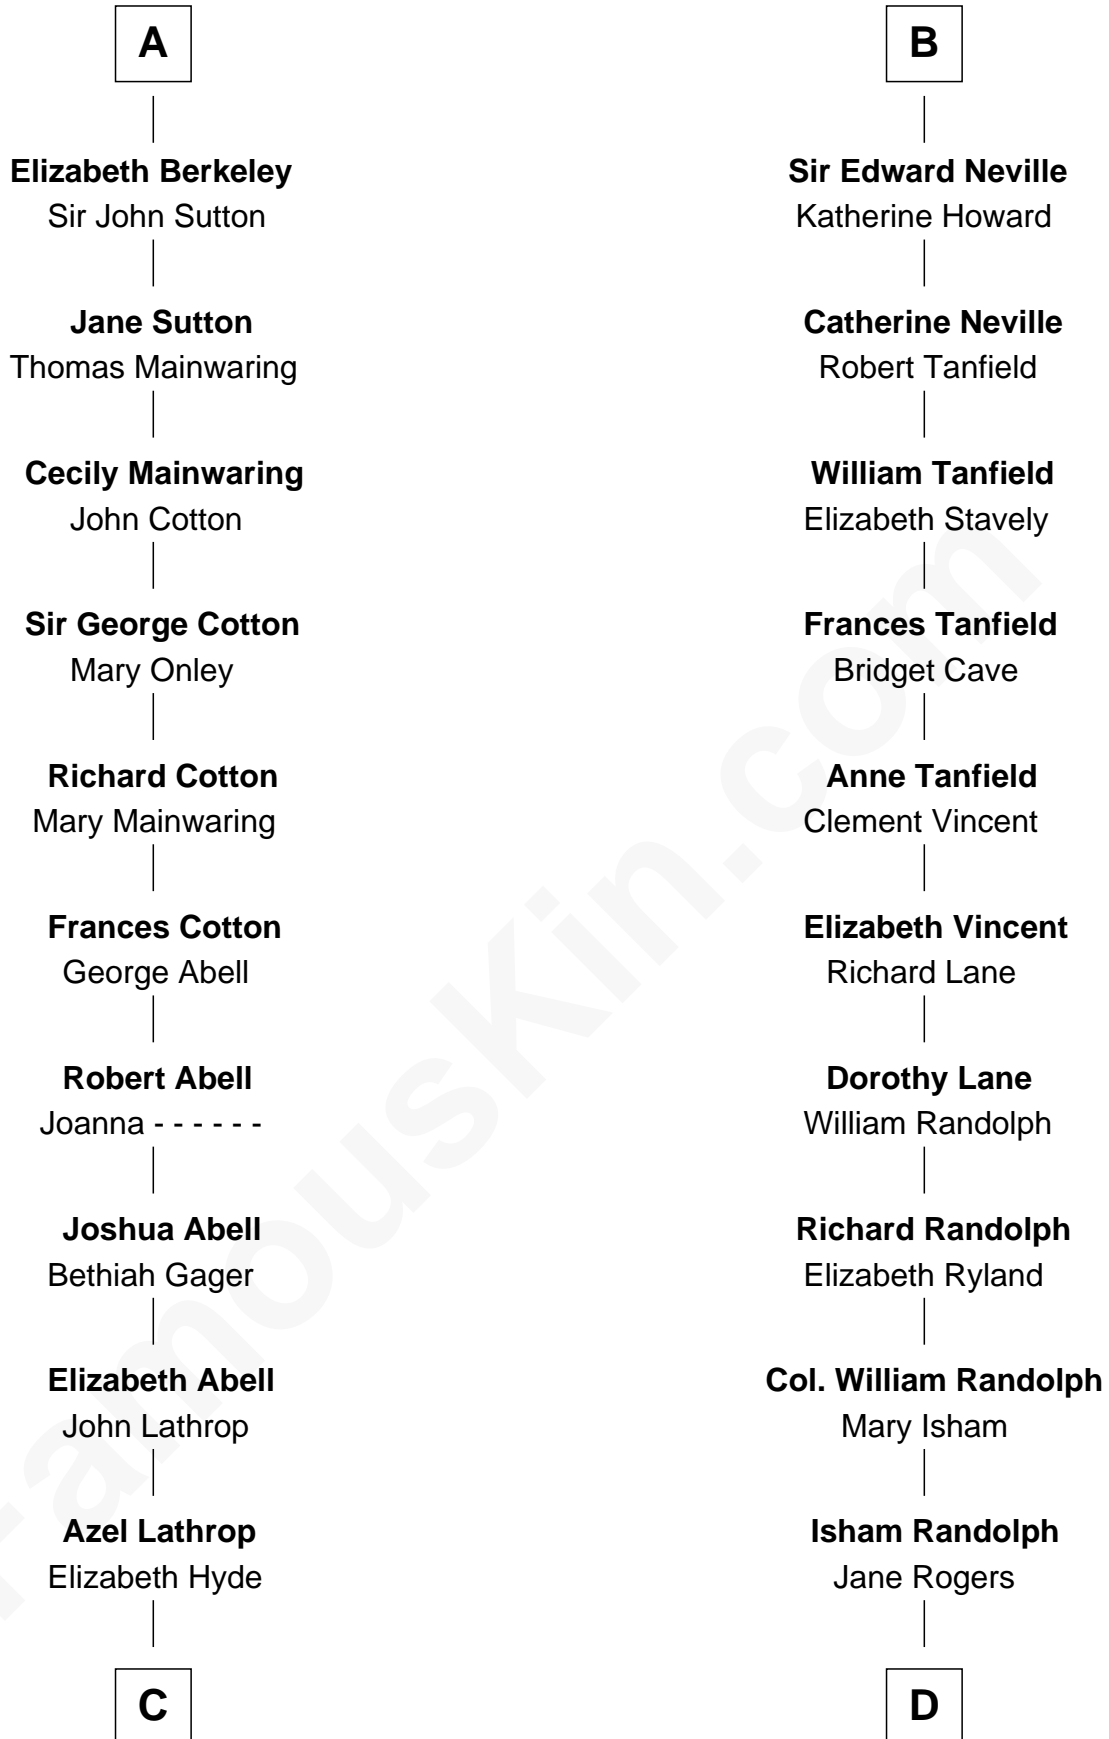 A
Elizabeth Berkeley
Sir John Sutton
Jane Sutton
Thomas Mainwaring
Cecily Mainwaring
John Cotton
Sir George Cotton
Mary Onley
Richard Cotton
Mary Mainwaring
Frances Cotton
George Abell
Robert Abell
Joanna - - - - - -
Joshua Abell
Bethiah Gager
Elizabeth Abell
John Lathrop
Azel Lathrop
Elizabeth Hyde
C
B
Sir Edward Neville
Katherine Howard
Catherine Neville
Robert Tanfield
William Tanfield
Elizabeth Stavely
Frances Tanfield
Bridget Cave
Anne Tanfield
Clement Vincent
Elizabeth Vincent
Richard Lane
Dorothy Lane
William Randolph
Richard Randolph
Elizabeth Ryland
Col. William Randolph
Mary Isham
Isham Randolph
Jane Rogers
D
FamousKin.com